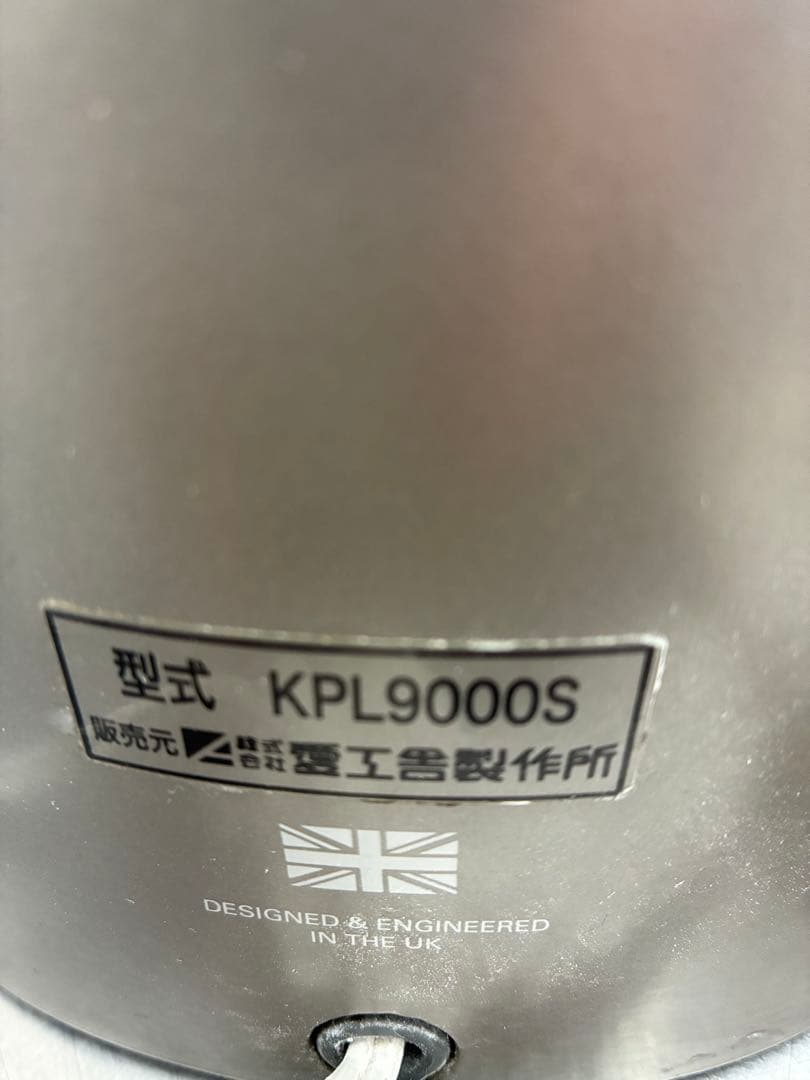 型式 KPL9000S
販売元 株式会社 愛工舎製作所
DESIGNED & ENGINEERED
IN THE UK